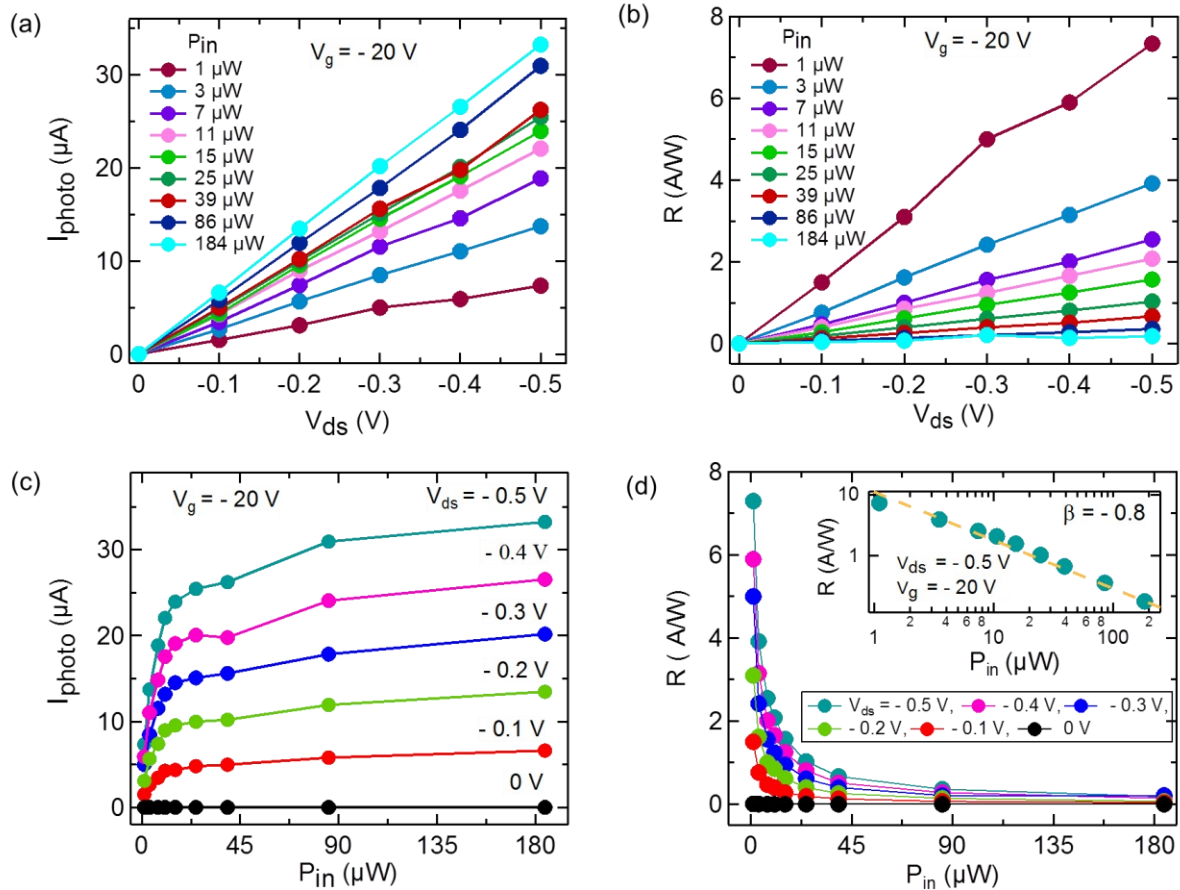 (a)
P_in
V_g = - 20 V
1 μW
3 μW
7 μW
11 μW
15 μW
25 μW
39 μW
86 μW
184 μW
30
20
10
0
I_photo (μA)
0 -0.1 -0.2 -0.3 -0.4 -0.5
V_ds (V)
(b)
P_in
V_g = - 20 V
1 μW
3 μW
7 μW
11 μW
15 μW
25 μW
39 μW
86 μW
184 μW
8
6
4
2
0
R (A/W)
0 -0.1 -0.2 -0.3 -0.4 -0.5
V_ds (V)
(c)
V_g = - 20 V
V_ds = - 0.5 V
- 0.4 V
- 0.3 V
- 0.2 V
- 0.1 V
0 V
30
20
10
0
I_photo (μA)
0 45 90 135 180
P_in (μW)
(d)
8
7
6
5
4
3
2
1
0
R ( A/W)
10
1
R (A/W)
β = - 0.8
V_ds = - 0.5 V
V_g = - 20 V
1 2 4 6 8 10 2 4 6 8 100 2
P_in (μW)
V_ds = - 0.5 V, - 0.4 V, - 0.3 V,
- 0.2 V, - 0.1 V, 0 V
0 45 90 135 180
P_in (μW)